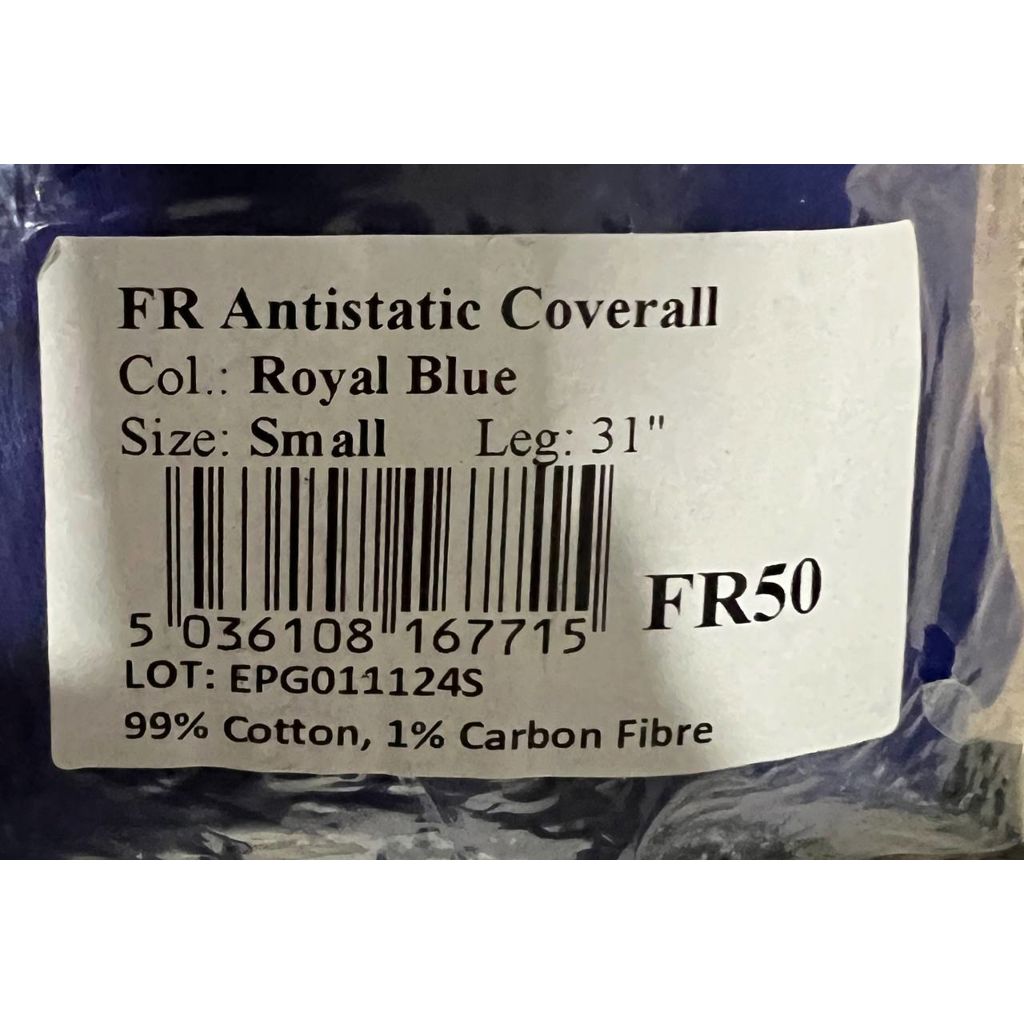 FR Antistatic Coverall
Col.: Royal Blue
Size: Small Leg: 31"
5 036108 167715
FR50
LOT: EPG011124S
99% Cotton, 1% Carbon Fibre